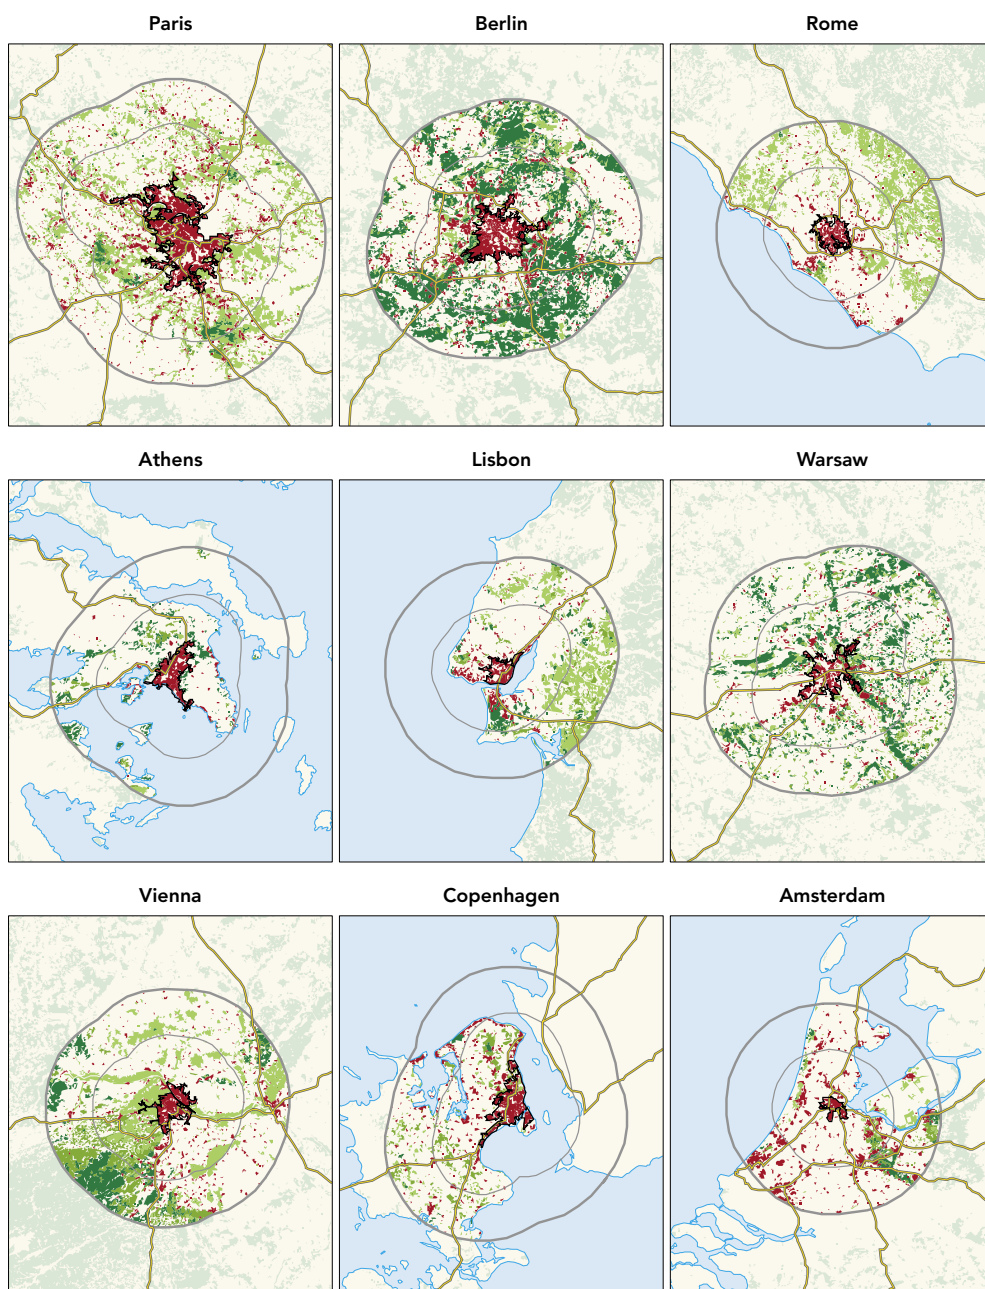 Paris
Berlin
Rome
Athens
Lisbon
Warsaw
Vienna
Copenhagen
Amsterdam